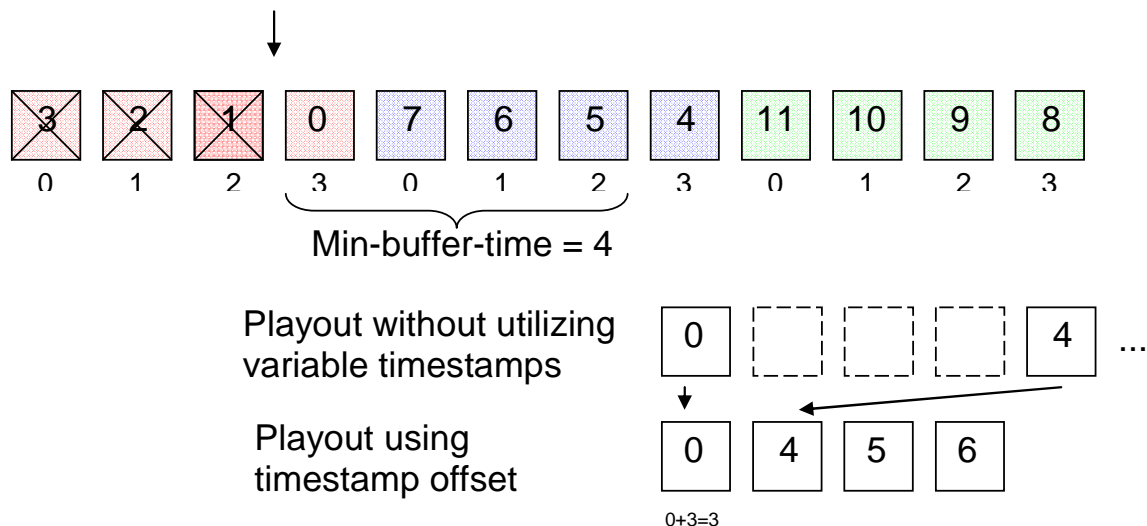 3 2 1 0 7 6 5 4 11 10 9 8
0 1 2 3 0 1 2 3 0 1 2 3
Min-buffer-time = 4
Playout without utilizing
variable timestamps
0 4 ...
Playout using
timestamp offset
0 4 5 6
0+3=3